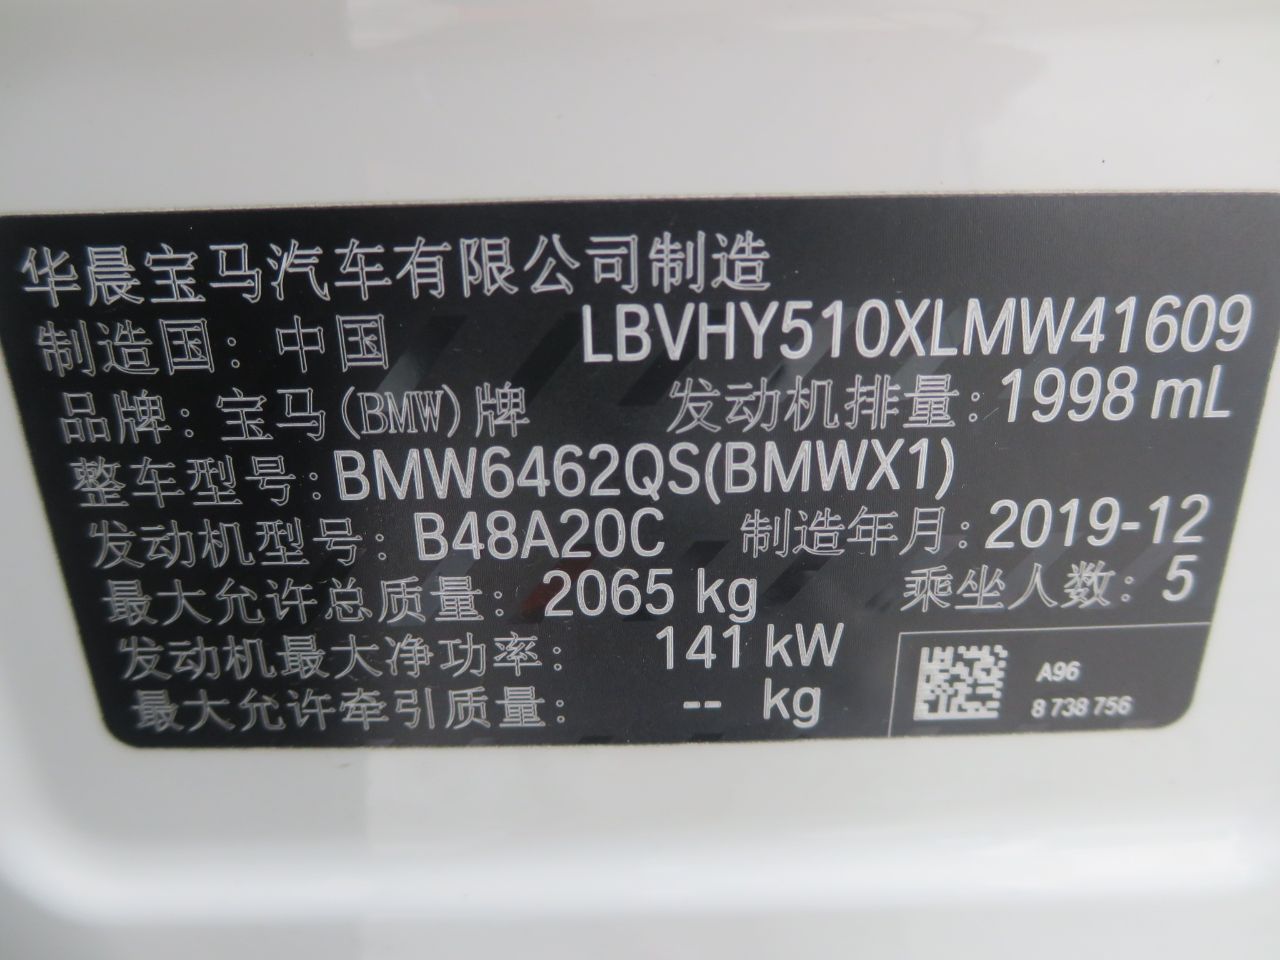 华晨宝马汽车有限公司制造
制造国：中国 LBVHY510XLMW41609
品牌：宝马(BMW)牌 发动机排量：1998 mL
整车型号：BMW6462QS(BMWX1)
发动机型号：B48A20C 制造年月：2019-12
最大允许总质量：2065 kg 乘坐人数：5
发动机最大净功率：141 kW
最大允许牵引质量：-- kg
A96
8 738 756